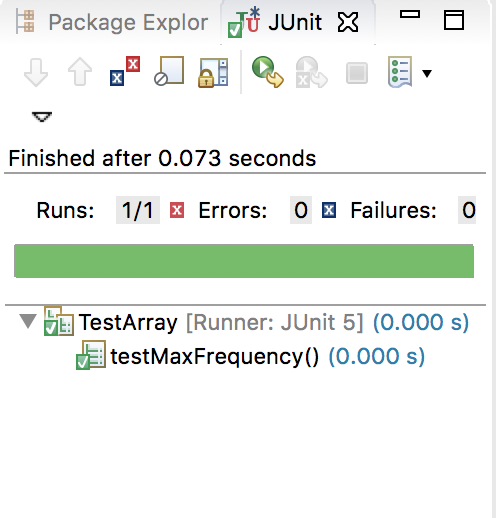 Package Explor JUnit
Finished after 0.073 seconds
Runs: 1/1 Errors: 0 Failures: 0
TestArray [Runner: JUnit 5] (0.000 s)
testMaxFrequency() (0.000 s)